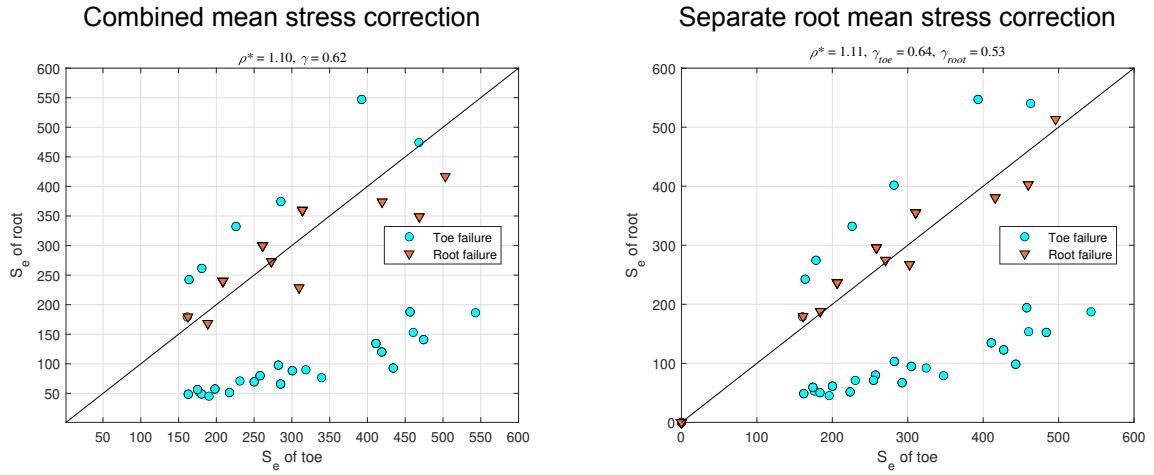 Combined mean stress correction
ρ* = 1.10, γ = 0.62
600
550
500
450
400
350
300
250
200
150
100
50
S_e of root
Toe failure
Root failure
50 100 150 200 250 300 350 400 450 500 550 600
S_e of toe
Separate root mean stress correction
ρ* = 1.11, γ_toe = 0.64, γ_root = 0.53
600
500
400
300
200
100
0
S_e of root
Toe failure
Root failure
0 100 200 300 400 500 600
S_e of toe